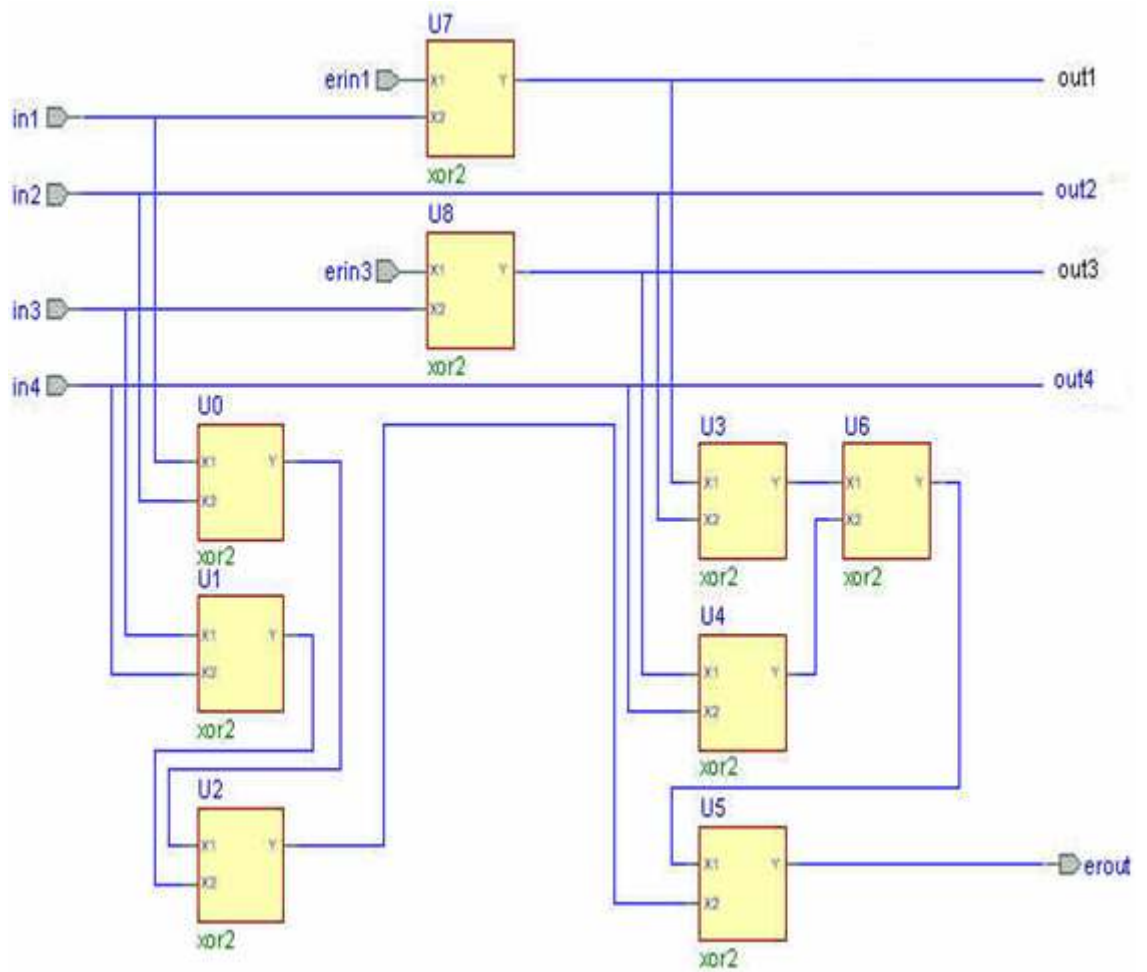 U7
erin1 X1 Y out1
in1 X2
xor2
in2 out2
U8
erin3 X1 Y out3
in3 X2
xor2
in4 out4
U0
U3 U6
X1 Y
X1 Y X1 Y
X2
X2 X2
xor2
xor2 xor2
U1
U4
X1 Y
X1 Y
X2
X2
xor2
xor2
U2
U5
X1 Y
X1 Y erout
X2
X2
xor2
xor2